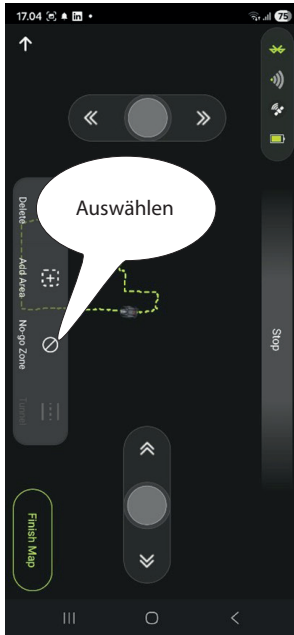 17.04
75
Auswählen
Delete
Add Area
No-go Zone
Tunnel
Stop
Finish Map